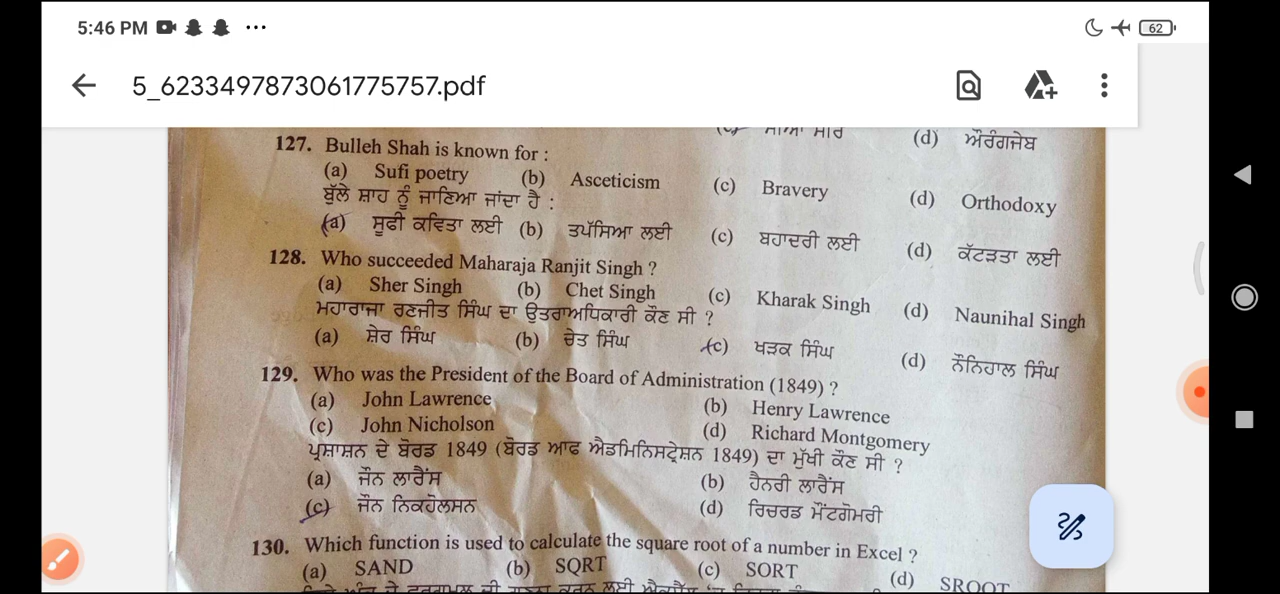 5:46 PM ...
62
5_6233497873061775757.pdf
(d) ਔਰੰਗਜੇਬ
127. Bulleh Shah is known for :
(a) Sufi poetry (b) Asceticism (c) Bravery (d) Orthodoxy
ਬੁੱਲੇ ਸ਼ਾਹ ਨੂੰ ਜਾਣਿਆ ਜਾਂਦਾ ਹੈ :
(a) ਸੂਫੀ ਕਵਿਤਾ ਲਈ (b) ਤਪੱਸਿਆ ਲਈ (c) ਬਹਾਦਰੀ ਲਈ (d) ਕੱਟੜਤਾ ਲਈ
128. Who succeeded Maharaja Ranjit Singh ?
(a) Sher Singh (b) Chet Singh (c) Kharak Singh (d) Naunihal Singh
ਮਹਾਰਾਜਾ ਰਣਜੀਤ ਸਿੰਘ ਦਾ ਉਤਰਾਅਧਿਕਾਰੀ ਕੌਣ ਸੀ ?
(a) ਸ਼ੇਰ ਸਿੰਘ (b) ਚੇਤ ਸਿੰਘ (c) ਖੜਕ ਸਿੰਘ (d) ਨੌਨਿਹਾਲ ਸਿੰਘ
129. Who was the President of the Board of Administration (1849) ?
(a) John Lawrence (b) Henry Lawrence
(c) John Nicholson (d) Richard Montgomery
ਪ੍ਰਸ਼ਾਸ਼ਨ ਦੇ ਬੋਰਡ 1849 (ਬੋਰਡ ਆਫ ਐਡਮਿਨਿਸਟ੍ਰੇਸ਼ਨ 1849) ਦਾ ਮੁੱਖੀ ਕੌਣ ਸੀ ?
(a) ਜੌਨ ਲਾਰੈਂਸ (b) ਹੈਨਰੀ ਲਾਰੈਂਸ
(c) ਜੌਨ ਨਿਕਹੋਲਸਨ (d) ਰਿਚਰਡ ਮੌਂਟਗੋਮਰੀ
130. Which function is used to calculate the square root of a number in Excel ?
(a) SAND (b) SQRT (c) SORT (d) SROOT